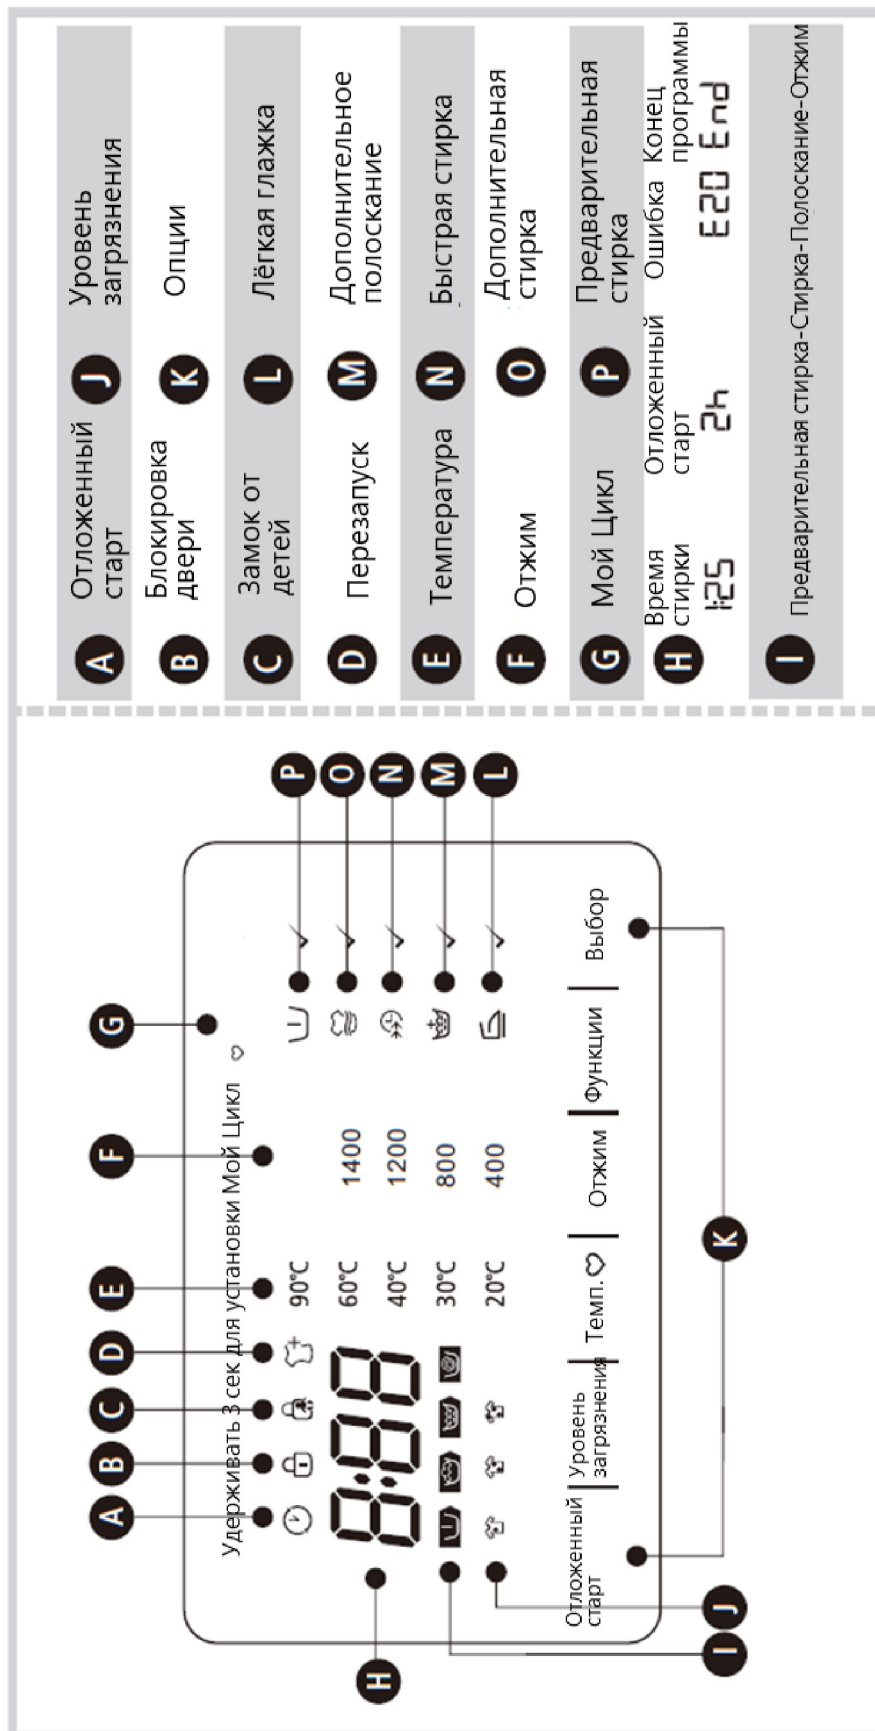 G
F
E
D
C
B
A
Удерживать 3 сек для установки Мой Цикл
H
8:88
90°C
60°C
40°C
30°C
20°C
1400
1200
800
400
P
O
N
M
L
Отложенный
старт
Уровень
загрязнения
Темп.
Отжим
Функции
Выбор
I
J
K
A Отложенный
старт
J Уровень
загрязнения
B Блокировка
двери
K Опции
C Замок от
детей
L Лёгкая глажка
D Перезапуск
M Дополнительное
полоскание
E Температура
N Быстрая стирка
F Отжим
O Дополнительная
стирка
G Мой Цикл
P Предварительная
стирка
H Время
стирки
1:25
Отложенный
старт
2h
Ошибка
E20
Конец
программы
End
I Предварительная стирка-Стирка-Полоскание-Отжим